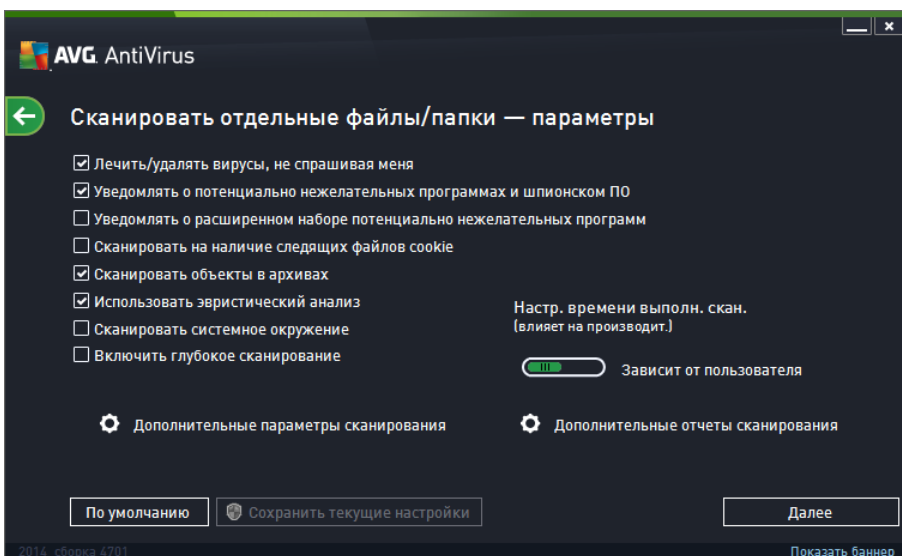 AVG. AntiVirus
Сканировать отдельные файлы/папки — параметры
Лечить/удалять вирусы, не спрашивая меня
Уведомлять о потенциально нежелательных программах и шпионском ПО
Уведомлять о расширенном наборе потенциально нежелательных программ
Сканировать на наличие следящих файлов cookie
Сканировать объекты в архивах
Использовать эвристический анализ
Сканировать системное окружение
Включить глубокое сканирование
Настр. времени выполн. скан.
(влияет на производит.)
Зависит от пользователя
Дополнительные параметры сканирования
Дополнительные отчеты сканирования
По умолчанию
Сохранить текущие настройки
Далее
2014 сборка 4701
Показать баннер